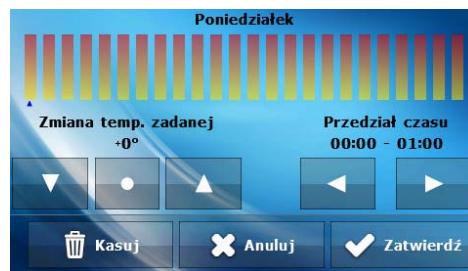 Poniedziałek
Zmiana temp. zadanej
Przedział czasu
+0°
00:00 - 01:00
Kasuj
Anuluj
Zatwierdź